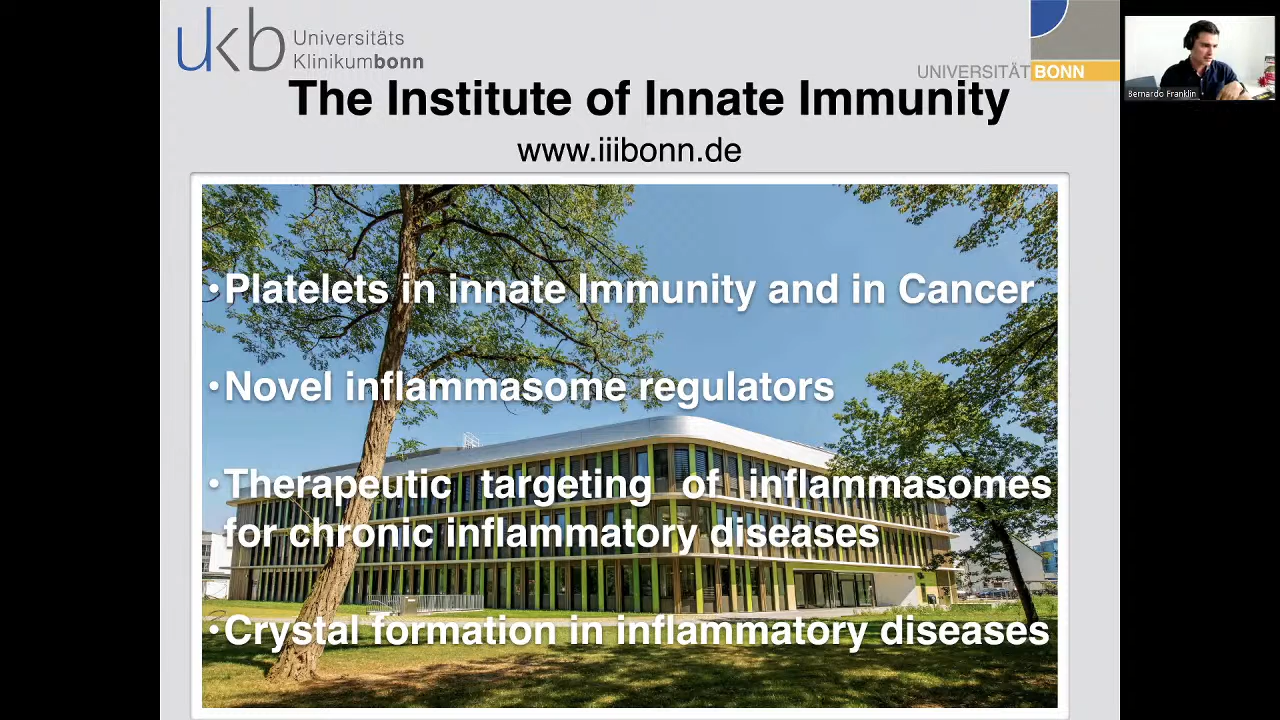 ukb Universitäts
Klinikumbonn
UNIVERSITÄT BONN
Bernardo Franklin
The Institute of Innate Immunity
www.iiibonn.de
•Platelets in innate Immunity and in Cancer
•Novel inflammasome regulators
•Therapeutic targeting of inflammasomes
for chronic inflammatory diseases
•Crystal formation in inflammatory diseases